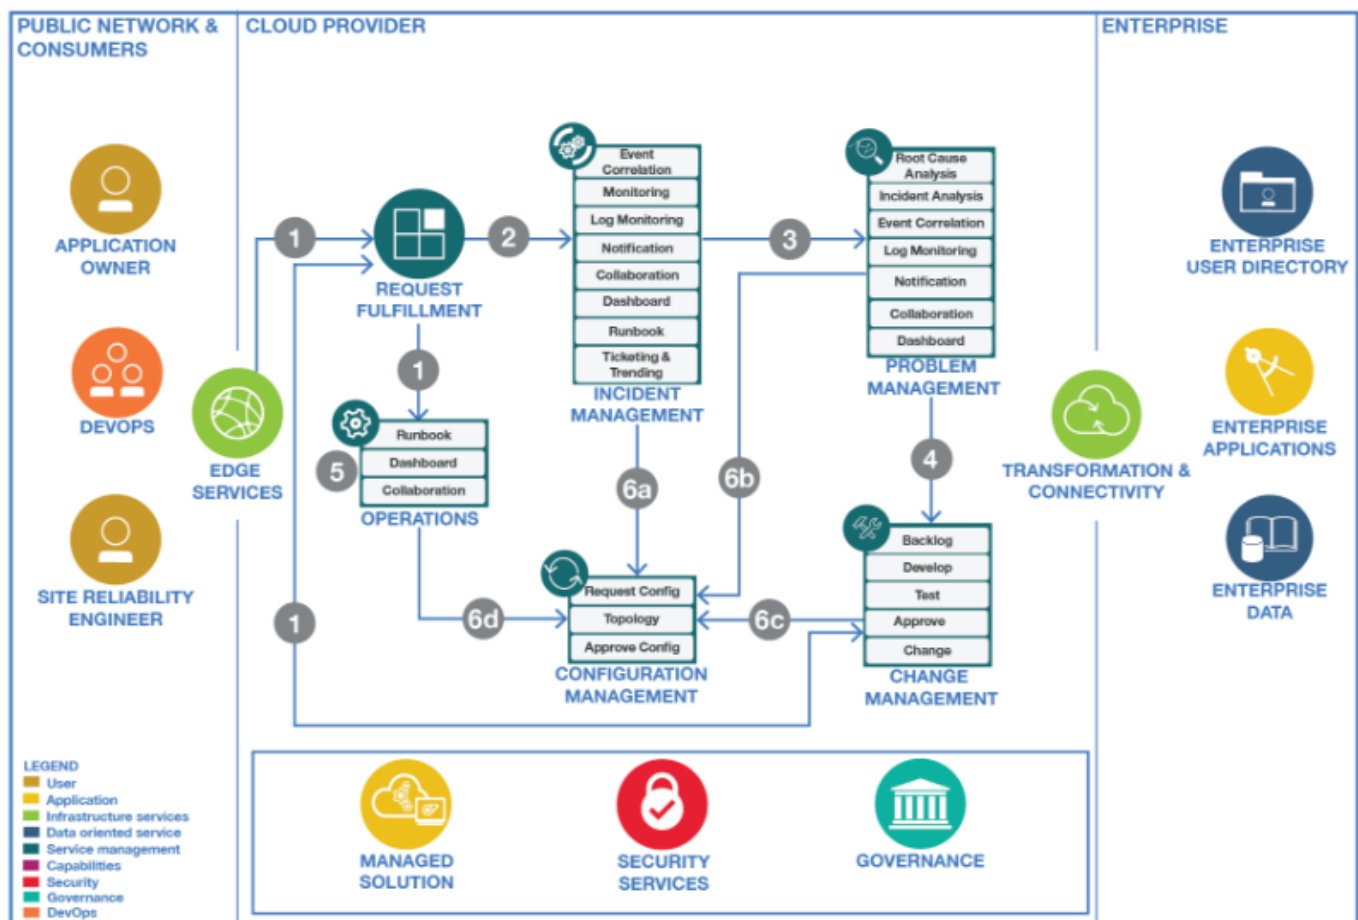 PUBLIC NETWORK &
CONSUMERS
CLOUD PROVIDER
ENTERPRISE
APPLICATION
OWNER
DEVOPS
SITE RELIABILITY
ENGINEER
EDGE
SERVICES
1
REQUEST
FULFILLMENT
2
1
5
Runbook
Dashboard
Collaboration
OPERATIONS
Event
Correlation
Monitoring
Log Monitoring
Notification
Collaboration
Dashboard
Runbook
Ticketing &
Trending
INCIDENT
MANAGEMENT
3
Root Cause
Analysis
Incident Analysis
Event Correlation
Log Monitoring
Notification
Collaboration
Dashboard
PROBLEM
MANAGEMENT
6a
6b
4
6d
Request Config
Topology
Approve Config
CONFIGURATION
MANAGEMENT
6c
Backlog
Develop
Test
Approve
Change
CHANGE
MANAGEMENT
1
TRANSFORMATION &
CONNECTIVITY
ENTERPRISE
USER DIRECTORY
ENTERPRISE
APPLICATIONS
ENTERPRISE
DATA
MANAGED
SOLUTION
SECURITY
SERVICES
GOVERNANCE
LEGEND
User
Application
Infrastructure services
Data oriented service
Service management
Capabilities
Security
Governance
DevOps